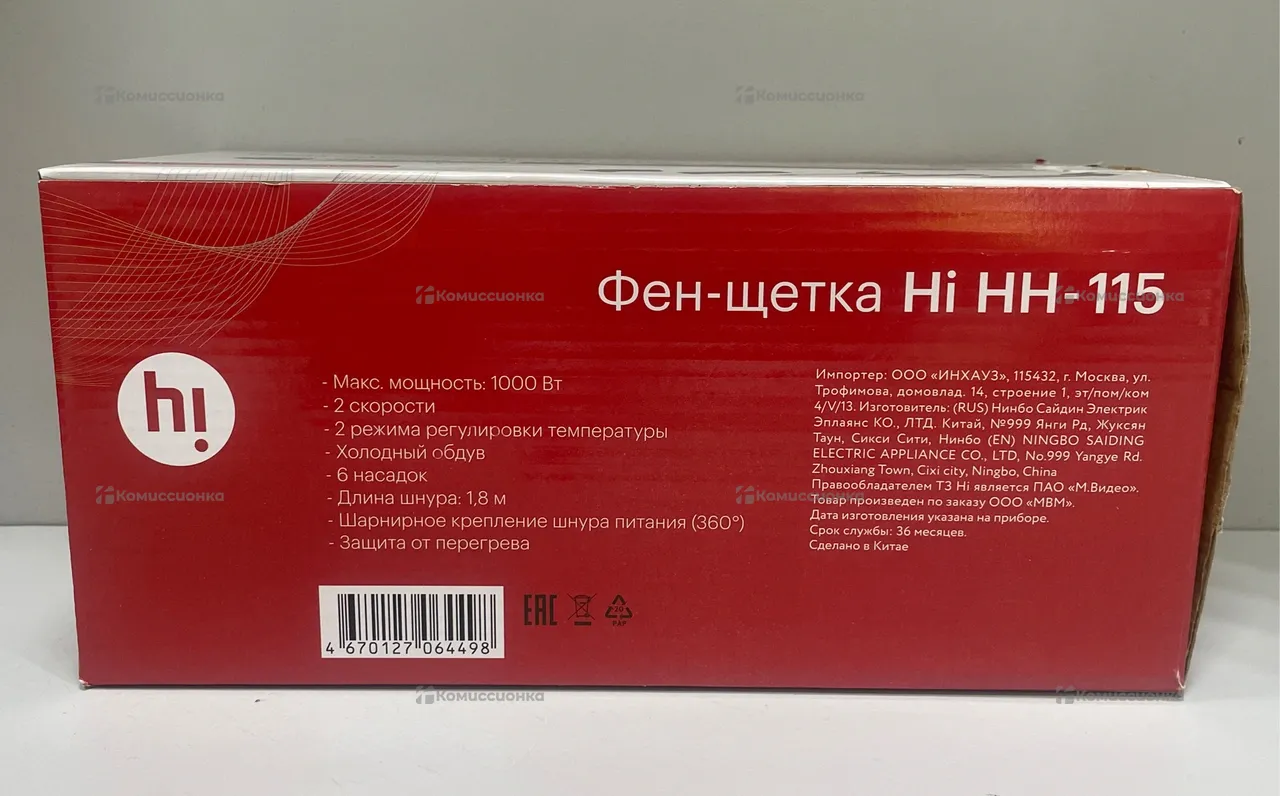 Комиссионка
Комиссионка
Фен-щетка Hi HH-115
Комиссионка
Комиссионка
hi
- Макс. мощность: 1000 Вт
- 2 скорости
- 2 режима регулировки температуры
- Холодный обдув
- 6 насадок
- Длина шнура: 1,8 м
- Шарнирное крепление шнура питания (360°)
- Защита от перегрева
Импортер: ООО «ИНХАУЗ», 115432, г. Москва, ул.
Трофимова, домовлад. 14, строение 1, эт/пом/ком
4/V/13. Изготовитель: (RUS) Нинбо Сайдин Электрик
Эплаянс КО., ЛТД. Китай, №999 Янги Рд, Жуксян
Таун, Сикси Сити, Нинбо (EN) NINGBO SAIDING
ELECTRIC APPLIANCE CO., LTD, No.999 Yangye Rd.
Zhouxiang Town, Cixi city, Ningbo, China
Правообладателем ТЗ Hi является ПАО «М.Видео».
Товар произведен по заказу ООО «МВМ».
Дата изготовления указана на приборе.
Срок службы: 36 месяцев.
Сделано в Китае
Комиссионка
Комиссионка
4 670127 064498
EAC
PAP
Комиссионка
Комиссионка